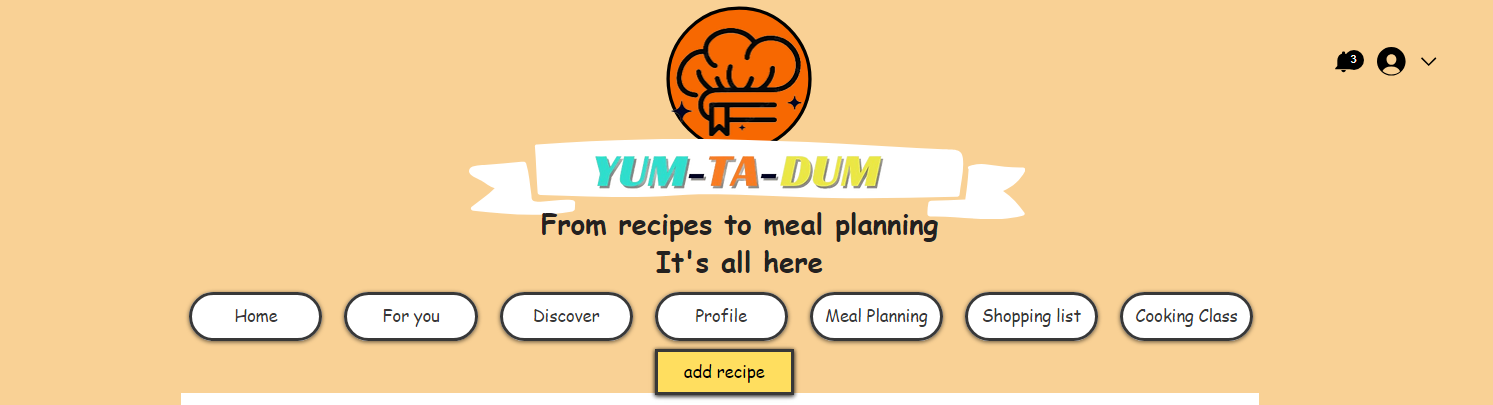 3
YUM-TA-DUM
From recipes to meal planning
It's all here
Home
For you
Discover
Profile
Meal Planning
Shopping list
Cooking Class
add recipe